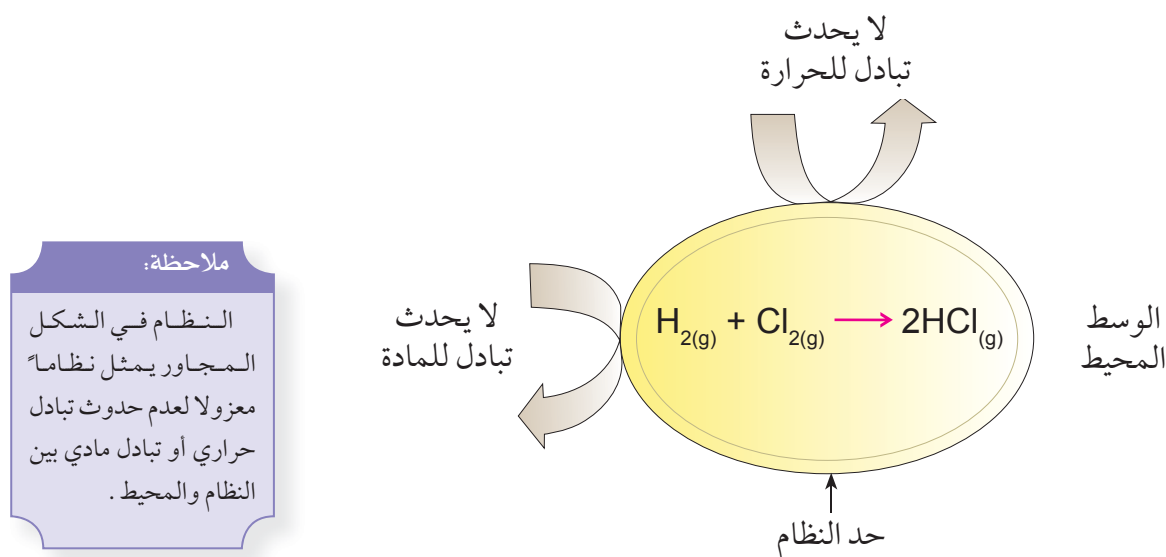 لا يحدث
تبادل للحرارة
ملاحظة:
النظام في الشكل
المجاور يمثل نظاماً
معزولا لعدم حدوث تبادل
حراري أو تبادل مادي بين
النظام والمحيط .
لا يحدث
تبادل للمادة
H₂(g) + Cl₂(g) ⟶ 2HCl(g)
الوسط
المحيط
حد النظام